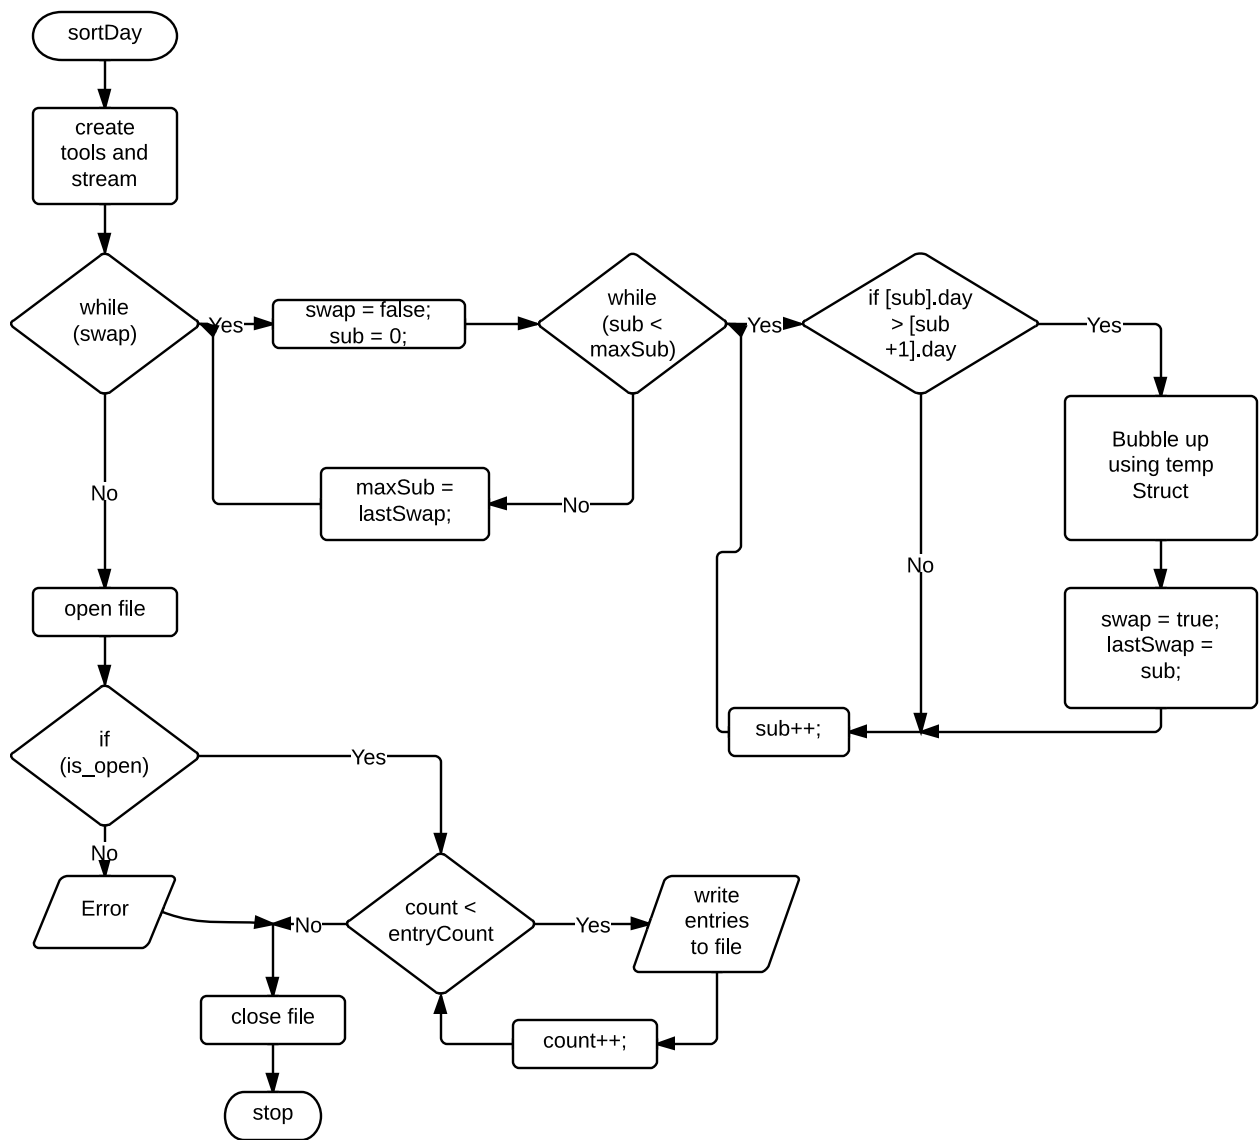 sortDay
create
tools and
stream
while
(swap)
Yes
swap = false;
sub = 0;
while
(sub <
maxSub)
Yes
if [sub].day
> [sub
+1].day
Yes
Bubble up
using temp
Struct
maxSub =
lastSwap;
No
No
No
swap = true;
lastSwap =
sub;
open file
sub++;
if
(is_open)
Yes
No
Error
No
count <
entryCount
Yes
write
entries
to file
close file
count++;
stop